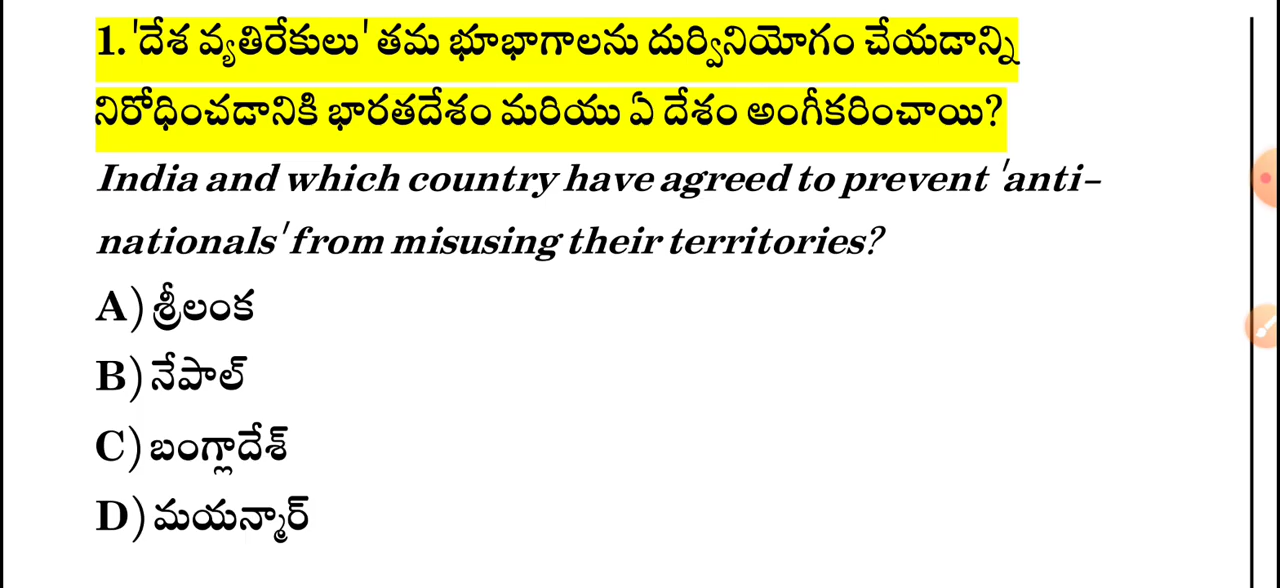 1. 'దేశ వ్యతిరేకులు' తమ భూభాగాలను దుర్వినియోగం చేయడాన్ని
నిరోధించడానికి భారతదేశం మరియు ఏ దేశం అంగీకరించాయి?
India and which country have agreed to prevent 'anti-
nationals' from misusing their territories?
A) శ్రీలంక
B) నేపాల్
C) బంగ్లాదేశ్
D) మయన్మార్